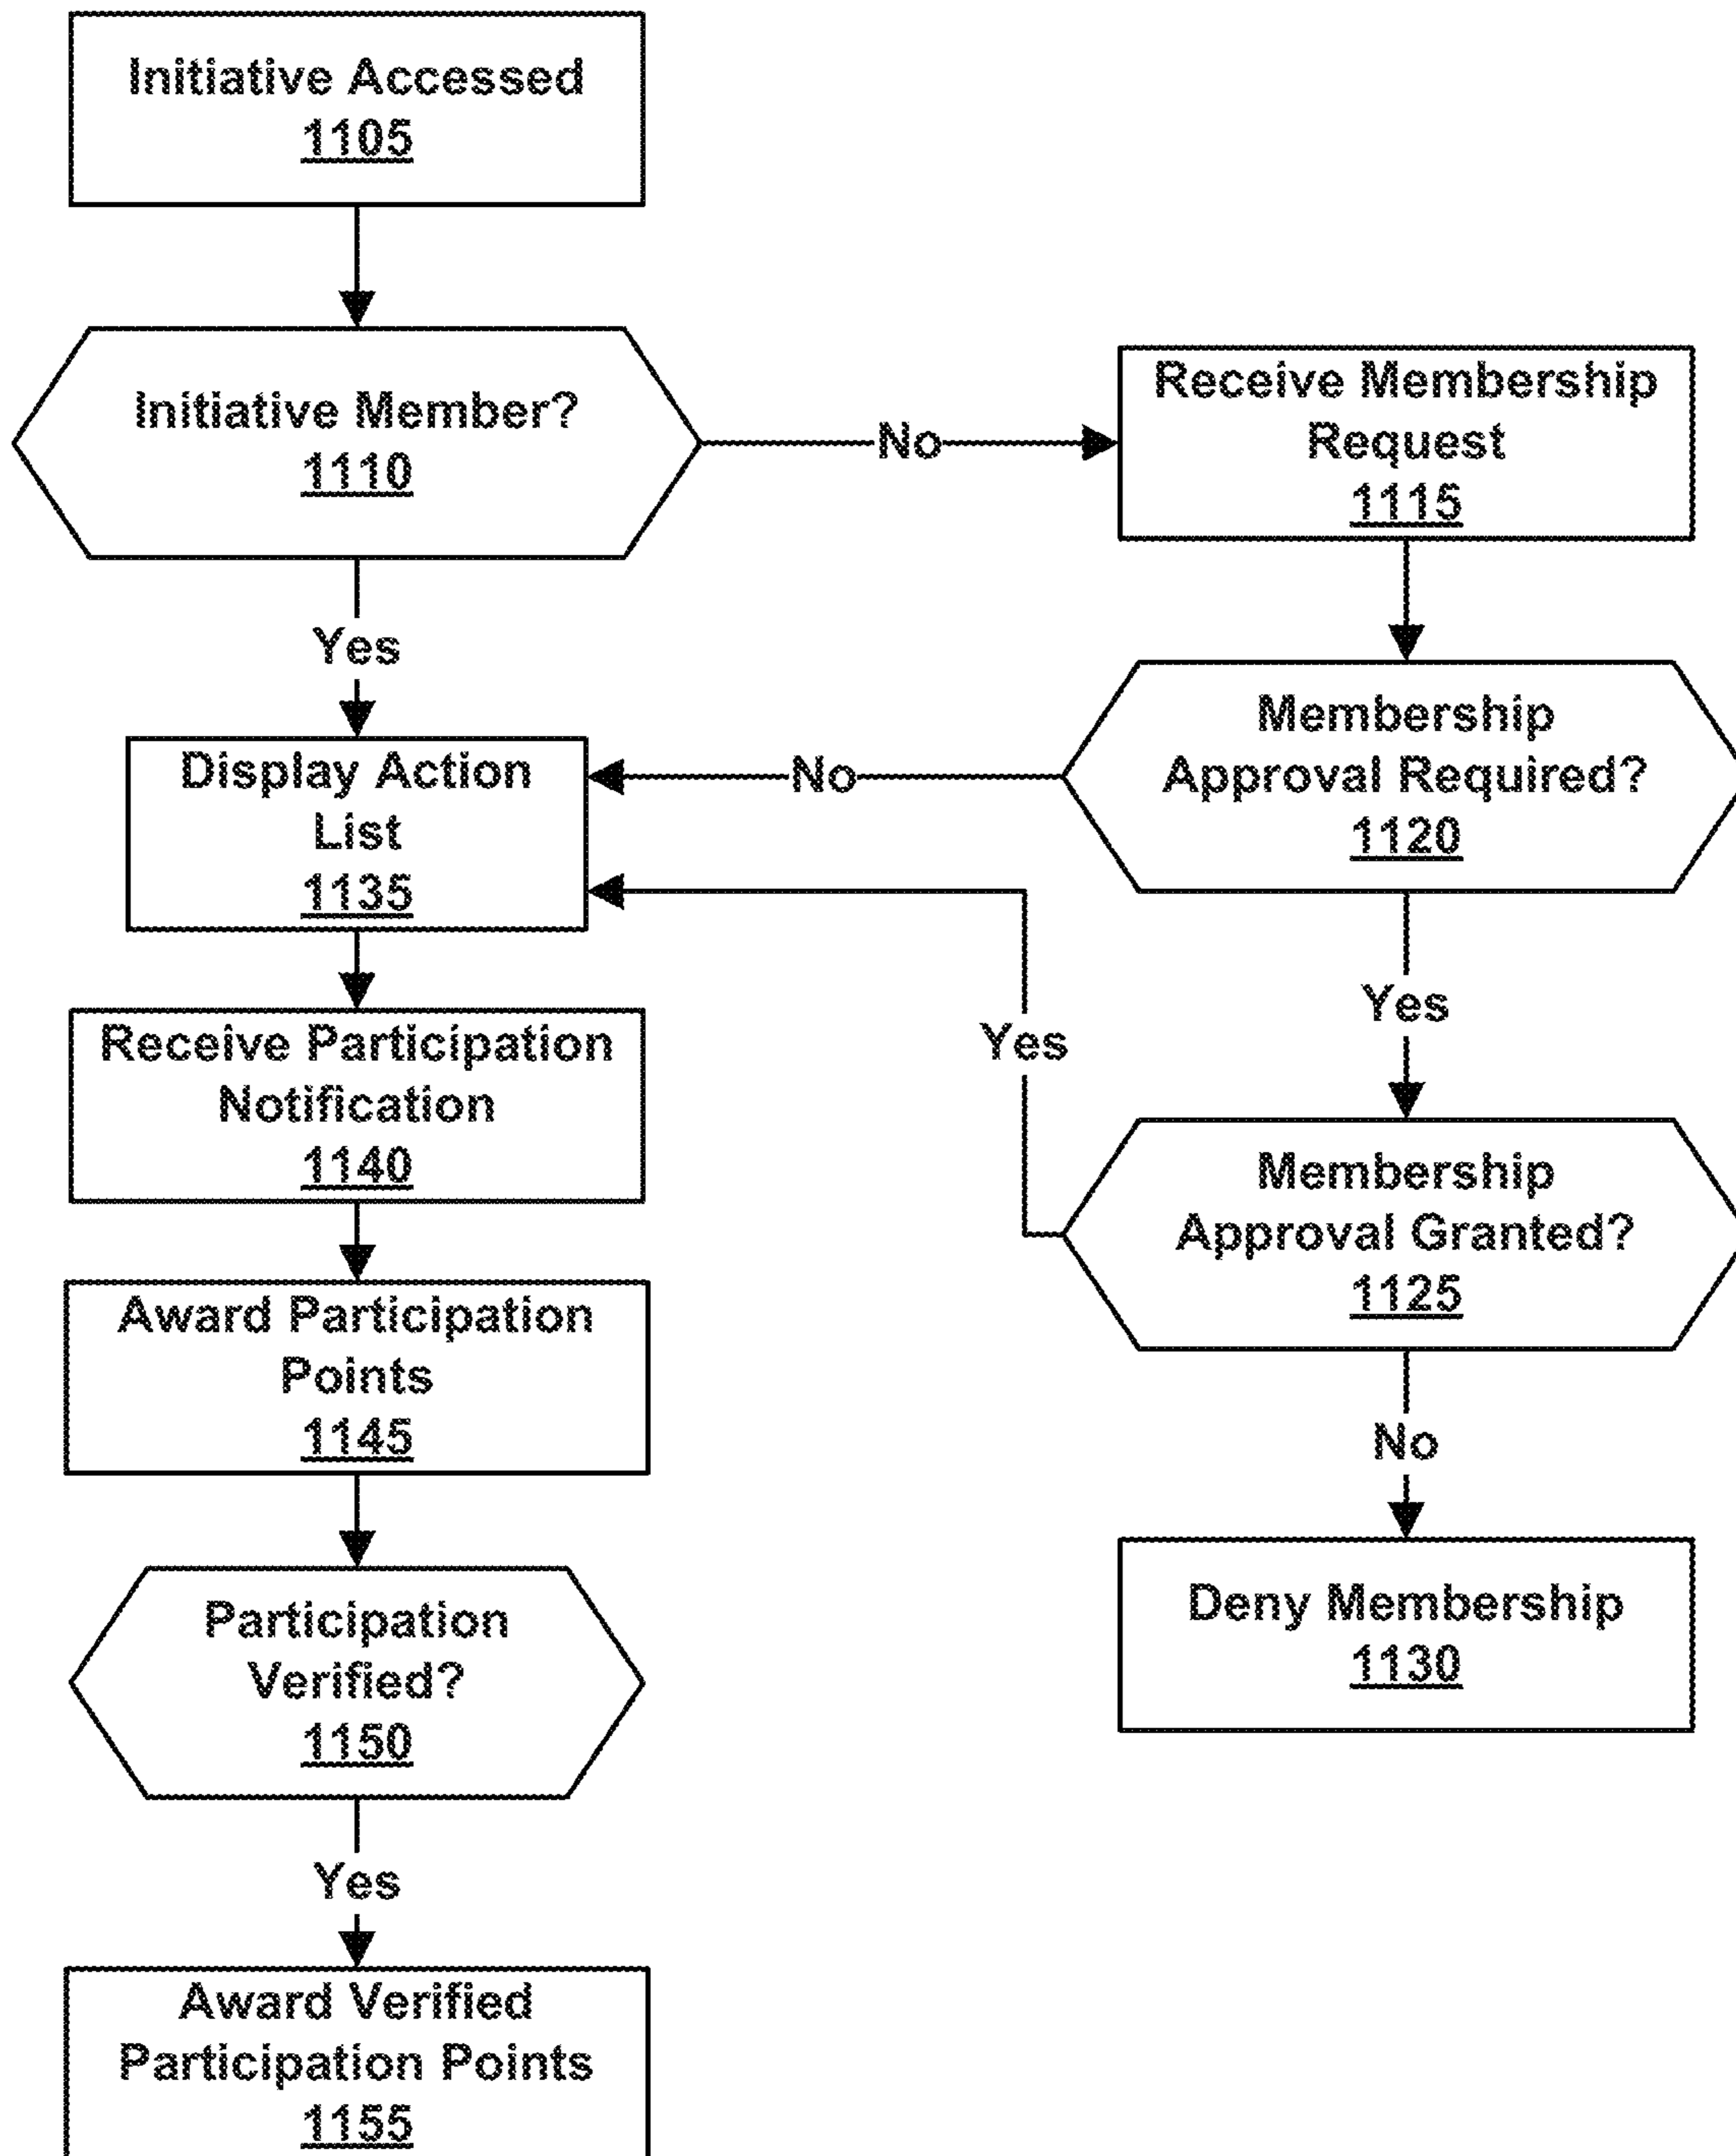 Initiative Accessed
1105
Initiative Member?
1110
No
Receive Membership
Request
1115
Yes
Membership
Approval Required?
1120
No
Display Action
List
1135
Yes
Yes
Receive Participation
Notification
1140
Membership
Approval Granted?
1125
Award Participation
Points
1145
No
Deny Membership
1130
Participation
Verified?
1150
Yes
Award Verified
Participation Points
1155